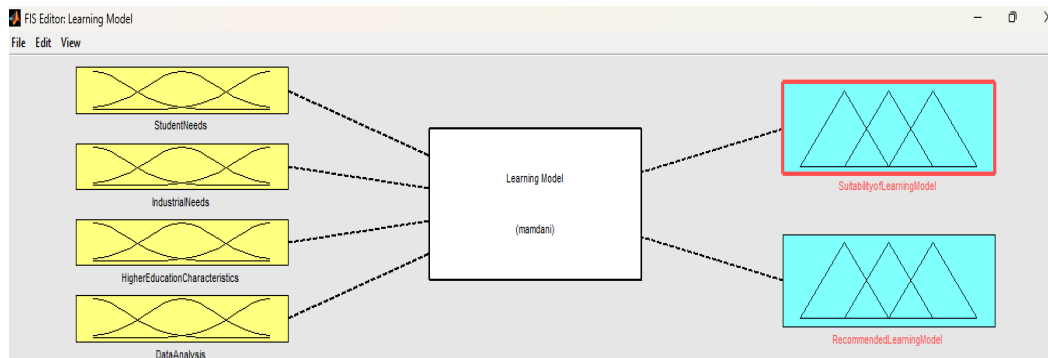 FIS Editor: Learning Model
File Edit View
StudentNeeds
IndustrialNeeds
HigherEducationCharacteristics
DataAnalysis
Learning Model
(mamdani)
SuitabilityofLearningModel
RecommendedLearningModel